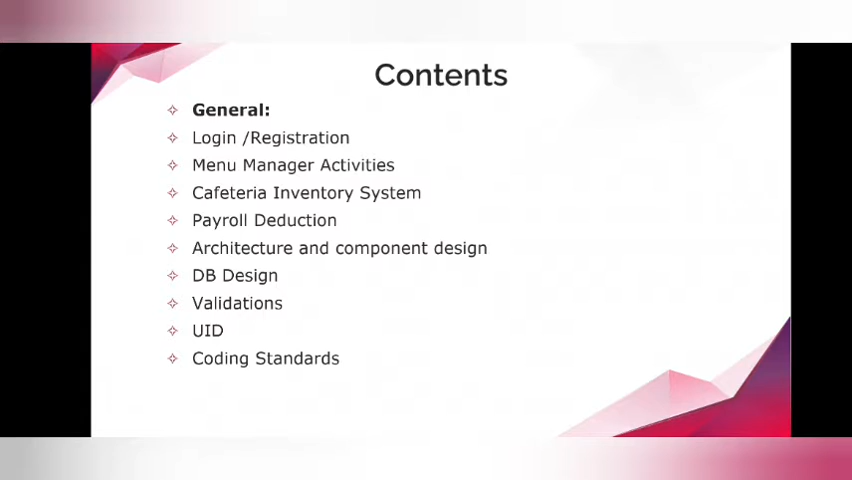 Contents
General:
Login /Registration
Menu Manager Activities
Cafeteria Inventory System
Payroll Deduction
Architecture and component design
DB Design
Validations
UID
Coding Standards